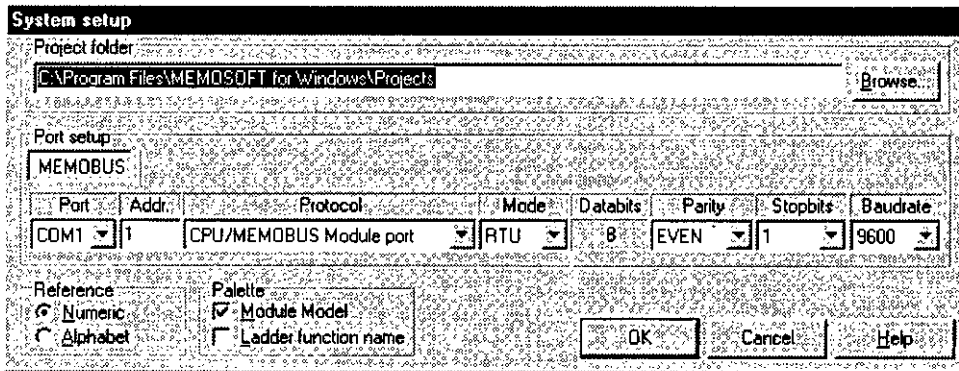 System setup
Project folder
C:\Program Files\MEMOSOFT for Windows\Projects
Browse...
Port setup
MEMOBUS
Port Addr. Protocol Mode Databits Parity Stopbits Baudrate
COM1 1 CPU/MEMOBUS Module port RTU 8 EVEN 1 9600
Reference Palette
Numeric Module Model
Alphabet Ladder function name
OK Cancel Help